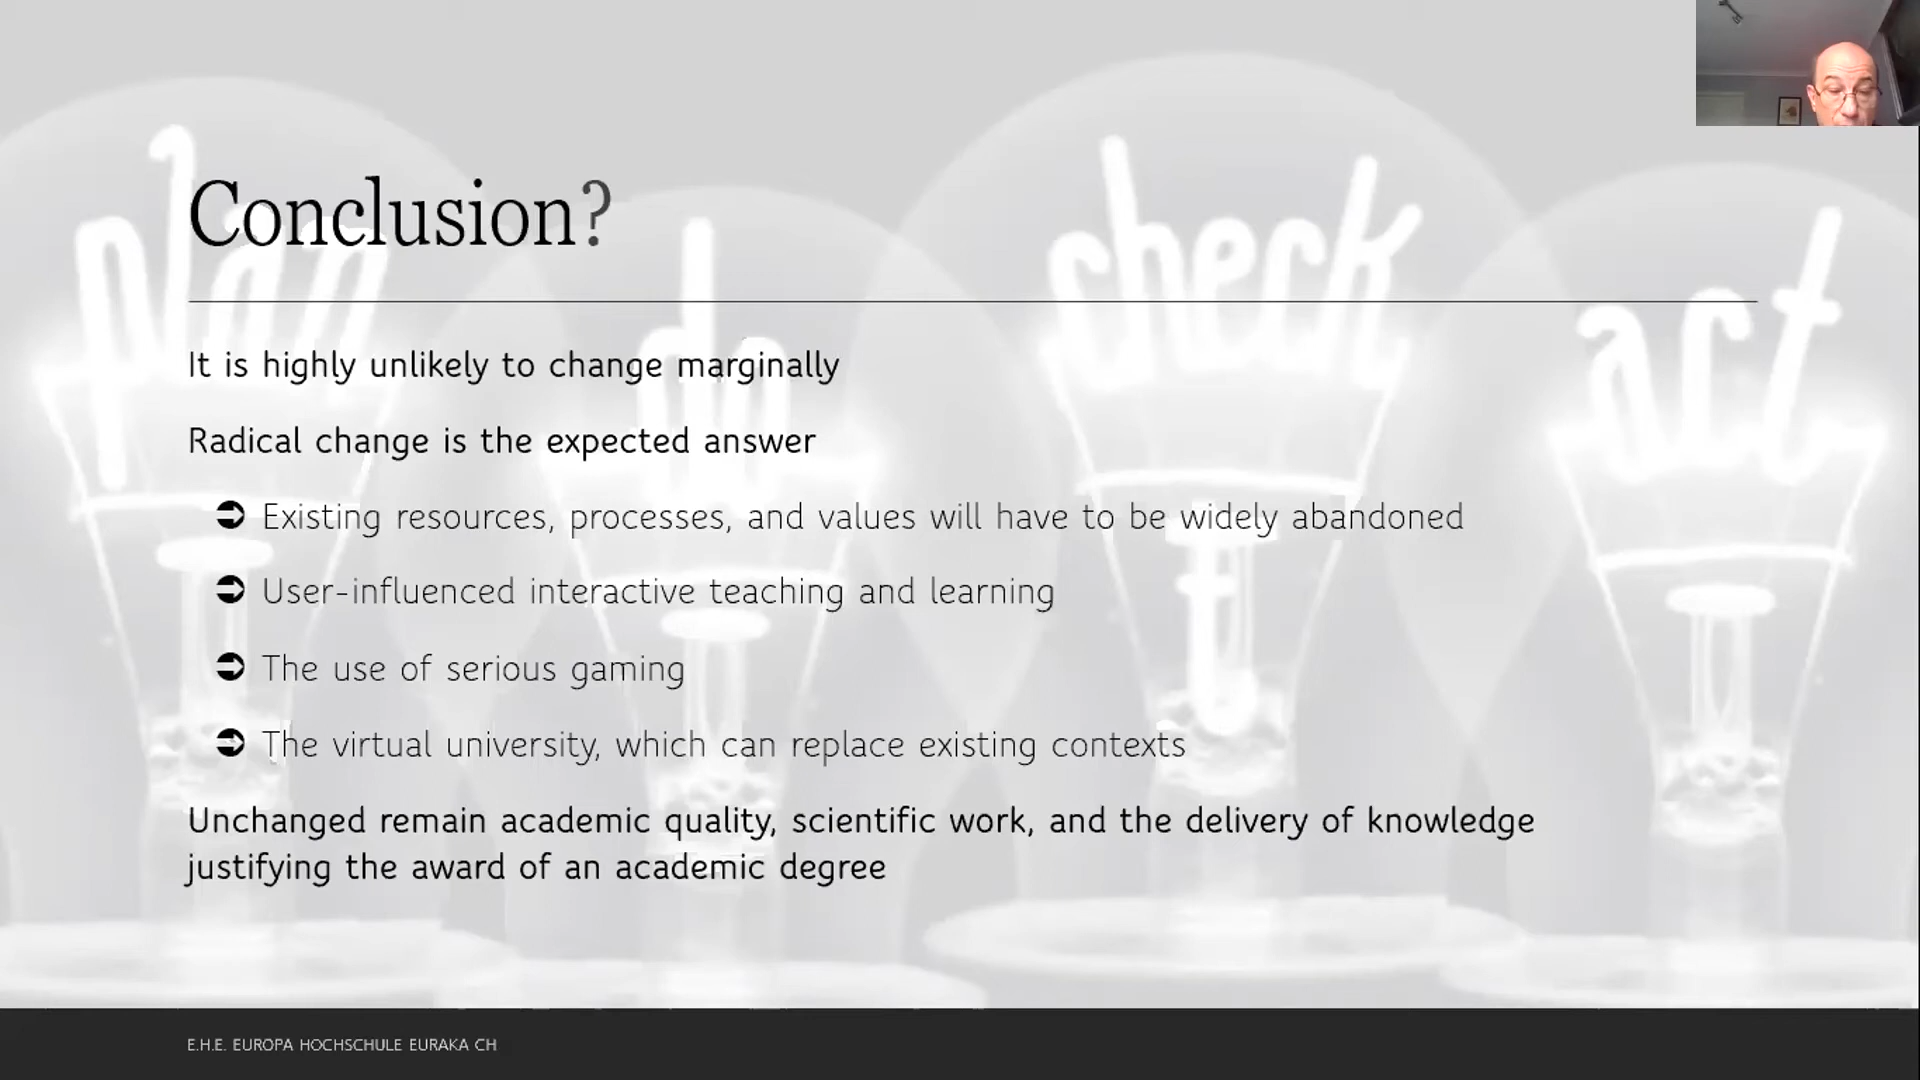 plan
do
check
act
Conclusion?
It is highly unlikely to change marginally
Radical change is the expected answer
Existing resources, processes, and values will have to be widely abandoned
User-influenced interactive teaching and learning
The use of serious gaming
The virtual university, which can replace existing contexts
Unchanged remain academic quality, scientific work, and the delivery of knowledge
justifying the award of an academic degree
E.H.E. EUROPA HOCHSCHULE EURAKA CH